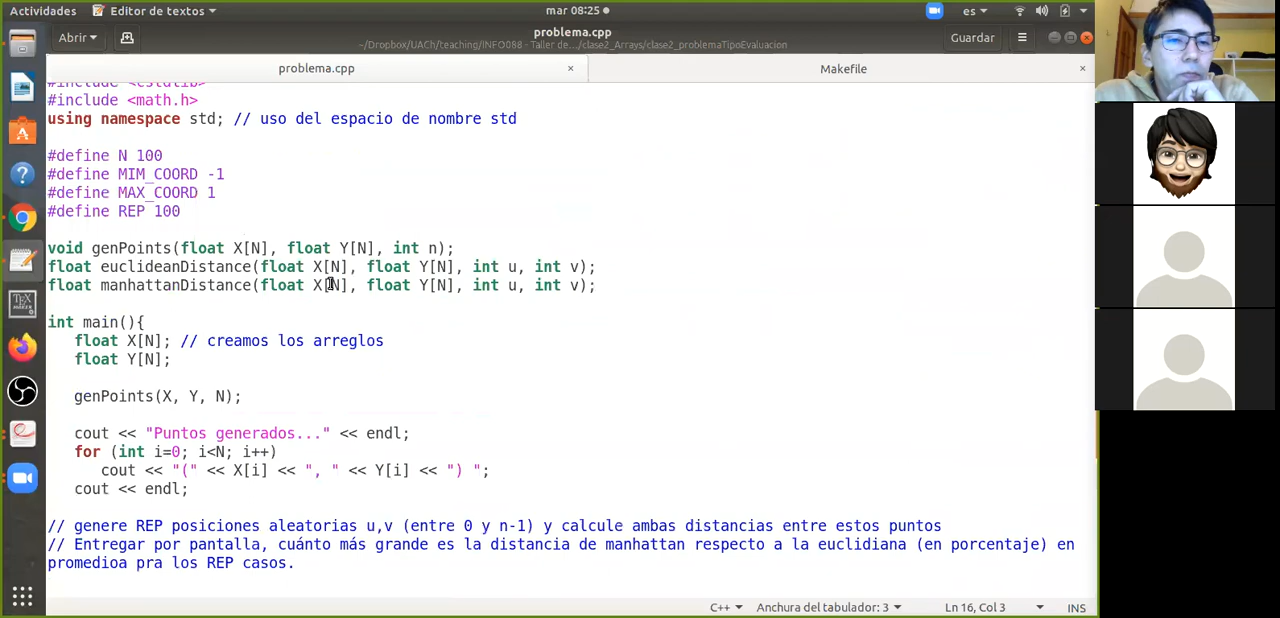 Actividades
Editor de textos
mar 08:25
es
Abrir
problema.cpp
~/Dropbox/UACh/teaching/INFO088 - Taller de.../clase2_Arrays/clase2_problemaTipoEvaluacion
Guardar
problema.cpp
Makefile
#include <cstdlib>
#include <math.h>
using namespace std; // uso del espacio de nombre std
#define N 100
#define MIM_COORD -1
#define MAX_COORD 1
#define REP 100
void genPoints(float X[N], float Y[N], int n);
float euclideanDistance(float X[N], float Y[N], int u, int v);
float manhattanDistance(float X[N], float Y[N], int u, int v);
int main(){
float X[N]; // creamos los arreglos
float Y[N];
genPoints(X, Y, N);
cout << "Puntos generados..." << endl;
for (int i=0; i<N; i++)
cout << "(" << X[i] << ", " << Y[i] << ") ";
cout << endl;
// genere REP posiciones aleatorias u,v (entre 0 y n-1) y calcule ambas distancias entre estos puntos
// Entregar por pantalla, cuánto más grande es la distancia de manhattan respecto a la euclidiana (en porcentaje) en
promedioa pra los REP casos.
C++
Anchura del tabulador: 3
Ln 16, Col 3
INS